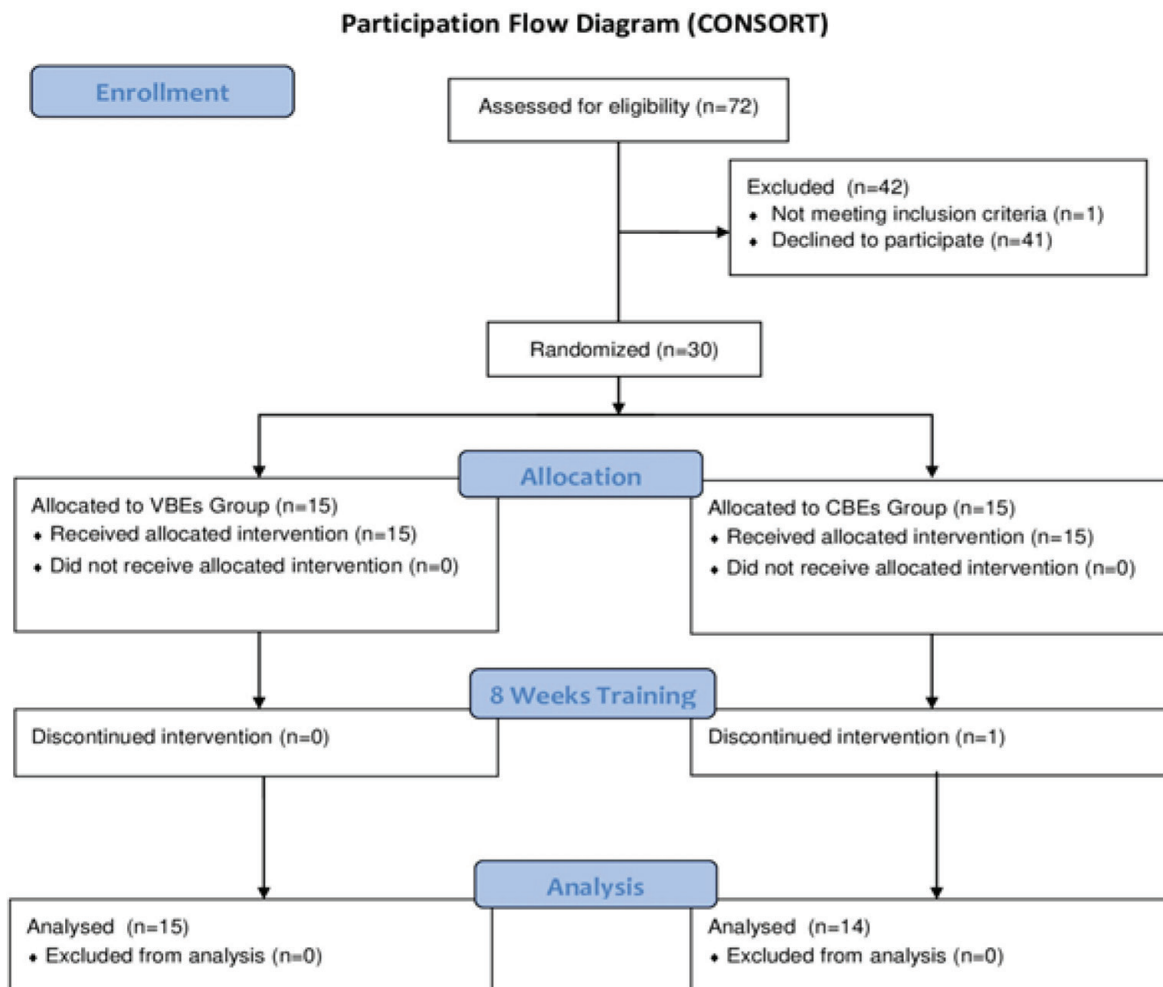 Participation Flow Diagram (CONSORT)
Enrollment
Assessed for eligibility (n=72)
Excluded (n=42)
♦ Not meeting inclusion criteria (n=1)
♦ Declined to participate (n=41)
Randomized (n=30)
Allocation
Allocated to VBEs Group (n=15)
♦ Received allocated intervention (n=15)
♦ Did not receive allocated intervention (n=0)
Allocated to CBEs Group (n=15)
♦ Received allocated intervention (n=15)
♦ Did not receive allocated intervention (n=0)
8 Weeks Training
Discontinued intervention (n=0)
Discontinued intervention (n=1)
Analysis
Analysed (n=15)
♦ Excluded from analysis (n=0)
Analysed (n=14)
♦ Excluded from analysis (n=0)